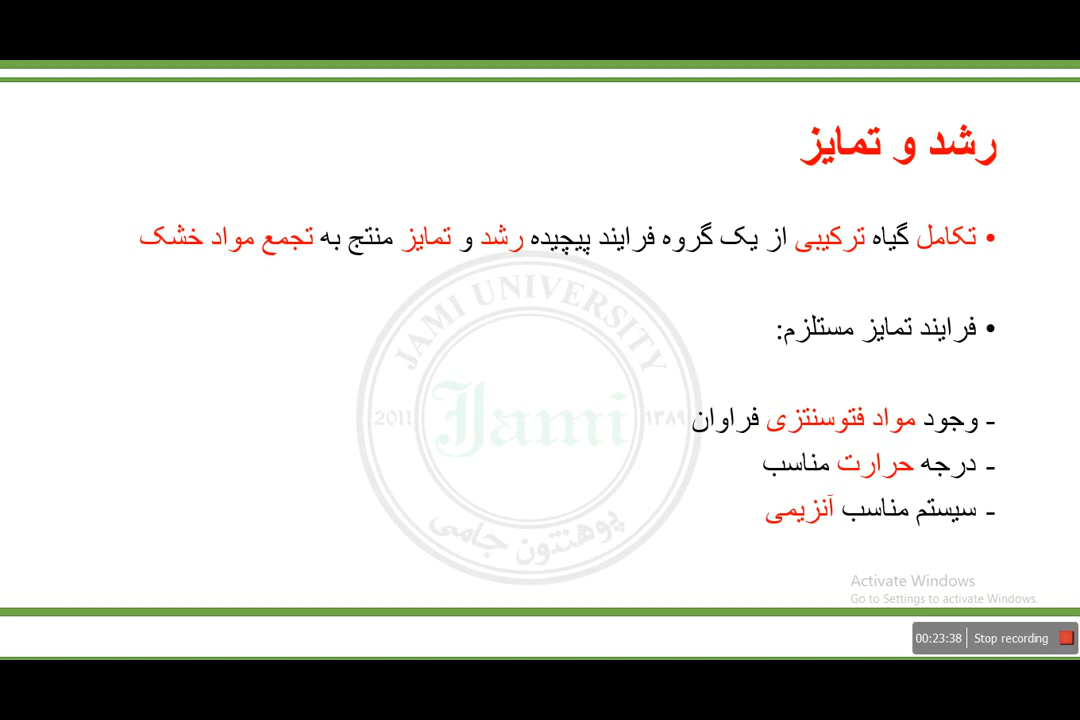 رشد و تمایز
• تکامل گیاه ترکیبی از یک گروه فرایند پیچیده رشد و تمایز منتج به تجمع مواد خشک
• فرایند تمایز مستلزم:
- وجود مواد فتوسنتزی فراوان
- درجه حرارت مناسب
- سیستم مناسب آنزیمی
JAMI UNIVERSITY
2011 Jami ۱۳۸۹
پوهنتون جامی
Activate Windows
Go to Settings to activate Windows.
00:23:38 Stop recording